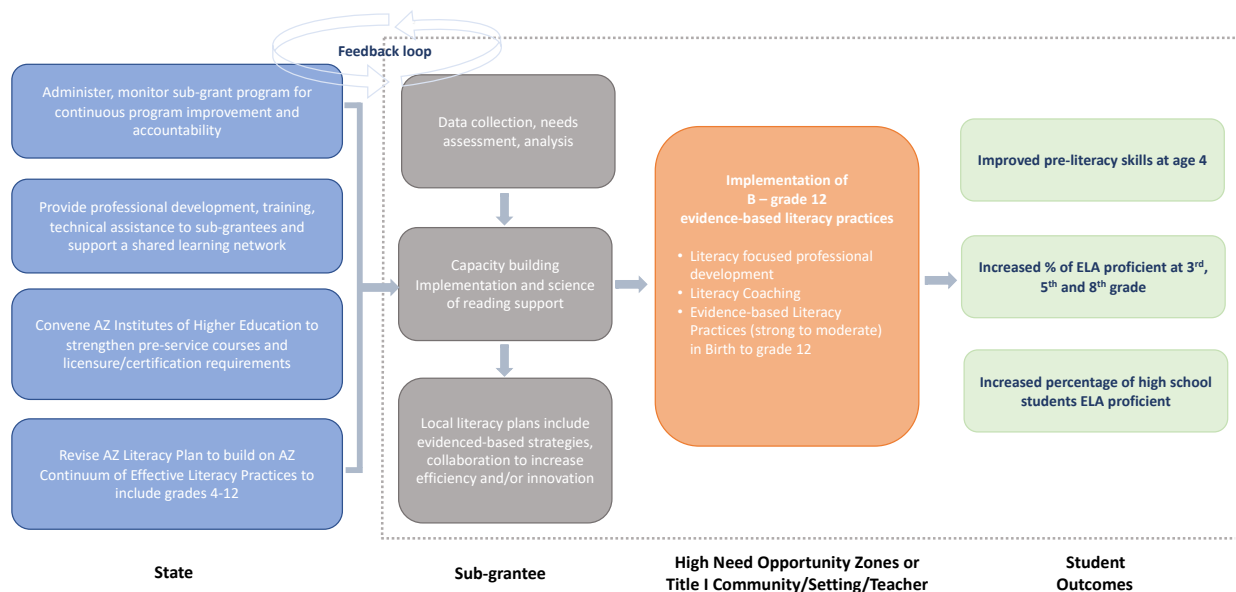 Feedback loop
Administer, monitor sub-grant program for
continuous program improvement and
accountability
Provide professional development, training,
technical assistance to sub-grantees and
support a shared learning network
Convene AZ Institutes of Higher Education to
strengthen pre-service courses and
licensure/certification requirements
Revise AZ Literacy Plan to build on AZ
Continuum of Effective Literacy Practices to
include grades 4-12
State
Data collection, needs
assessment, analysis
Capacity building
Implementation and science
of reading support
Local literacy plans include
evidenced-based strategies,
collaboration to increase
efficiency and/or innovation
Sub-grantee
Implementation of
B – grade 12
evidence-based literacy practices
• Literacy focused professional
development
• Literacy Coaching
• Evidence-based Literacy
Practices (strong to moderate)
in Birth to grade 12
High Need Opportunity Zones or
Title I Community/Setting/Teacher
Improved pre-literacy skills at age 4
Increased % of ELA proficient at 3rd,
5th and 8th grade
Increased percentage of high school
students ELA proficient
Student
Outcomes